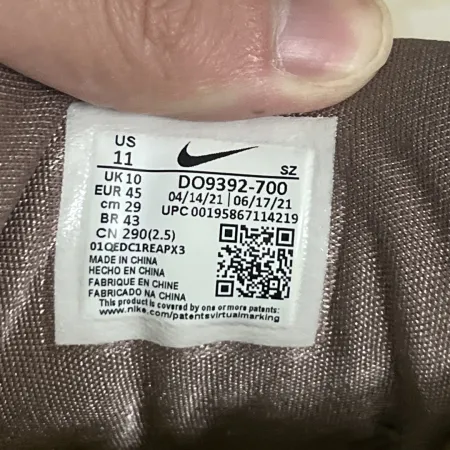 US
11
SZ
UK 10
EUR 45
cm 29
BR 43
CN 290(2.5)
DO9392-700
04/14/21 | 06/17/21
UPC 00195867114219
01QEDC1REAPX3
MADE IN CHINA
HECHO EN CHINA
FABRIQUE EN CHINE
FABRICADO NA CHINA
This product is covered by one or more patents:
www.nike.com/patentsvirtualmarking